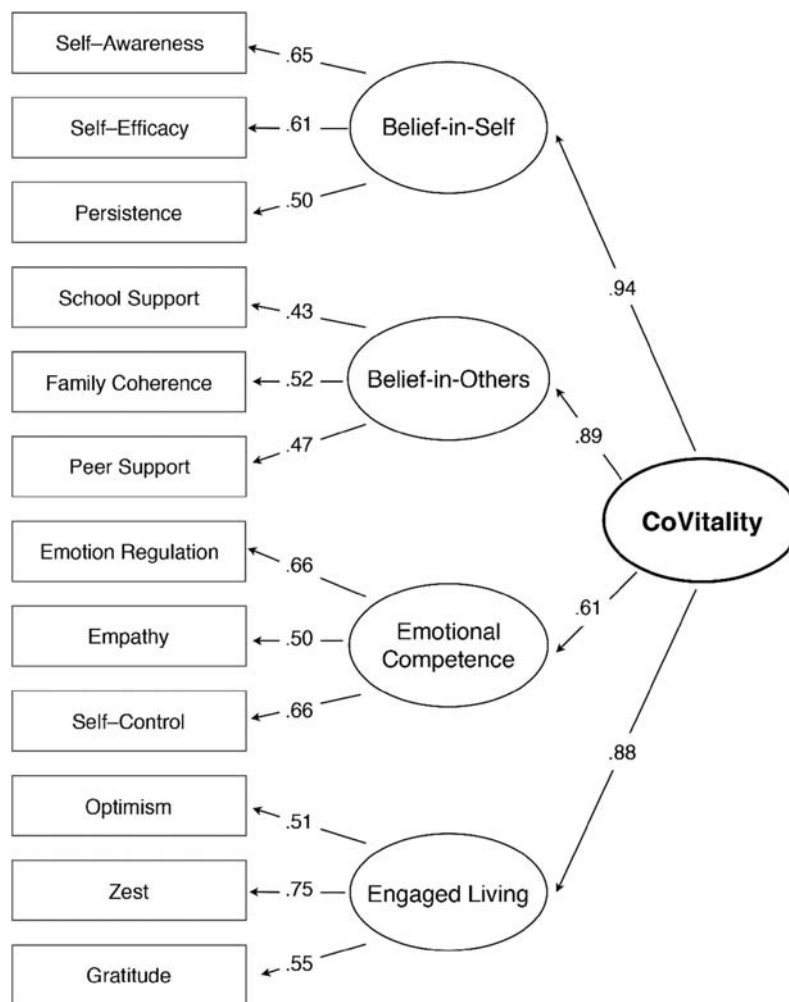 Self–Awareness
.65
Self–Efficacy
.61
Belief-in-Self
Persistence
.50
.94
School Support
.43
Family Coherence
.52
Belief-in-Others
Peer Support
.47
.89
CoVitality
Emotion Regulation
.66
Empathy
.50
Emotional
Competence
.61
Self–Control
.66
.88
Optimism
.51
Zest
.75
Engaged Living
Gratitude
.55